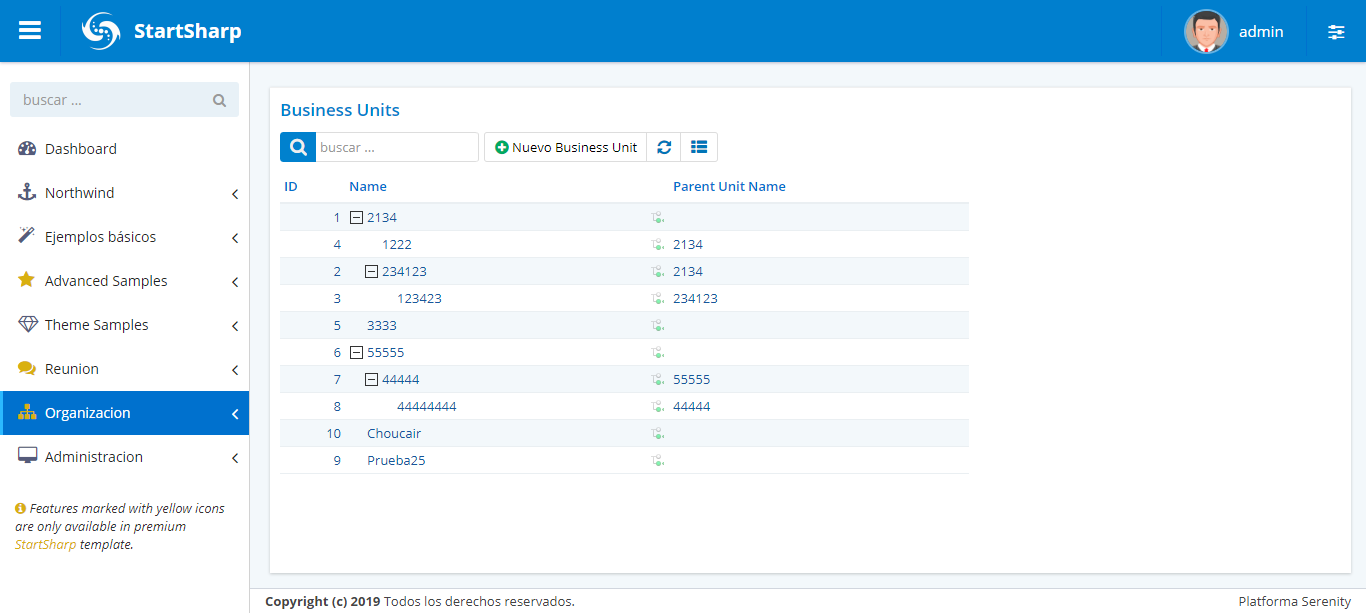 StartSharp
admin
buscar ...
Dashboard
Northwind
Ejemplos básicos
Advanced Samples
Theme Samples
Reunion
Organizacion
Administracion
Features marked with yellow icons
are only available in premium
StartSharp template.
Business Units
buscar ...
Nuevo Business Unit
ID Name Parent Unit Name
1 2134
4 1222 2134
2 234123 2134
3 123423 234123
5 3333
6 55555
7 44444 55555
8 44444444 44444
10 Choucair
9 Prueba25
Copyright (c) 2019 Todos los derechos reservados.
Platforma Serenity